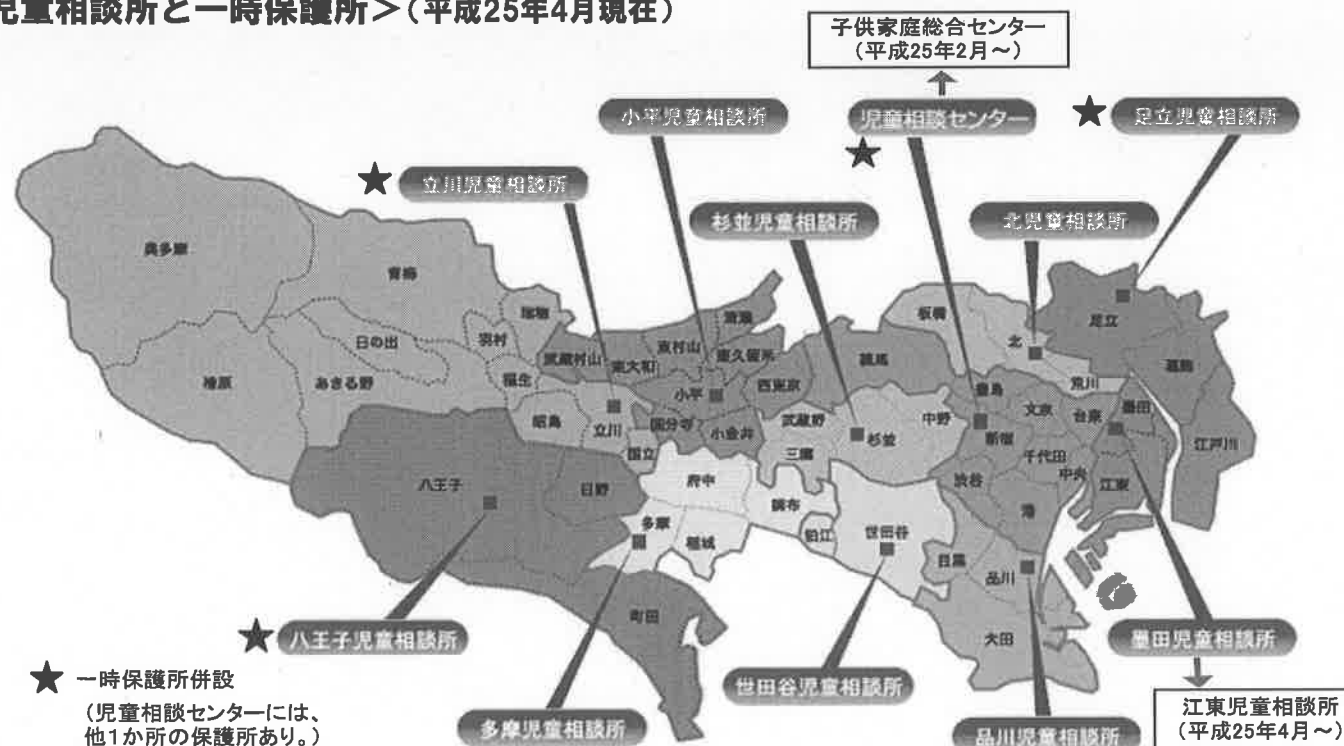 児童相談所と一時保護所＞（平成25年4月現在）
子供家庭総合センター
（平成25年2月～）
小平児童相談所
児童相談センター
★ 足立児童相談所
★
★ 立川児童相談所
杉並児童相談所
北児童相談所
奥多摩
青梅
瑞穂
羽村
日の出
檜原
あきる野
福生
武蔵村山
東大和
東村山
清瀬
東久留米
小平
西東京
練馬
板橋
北
足立
葛飾
荒川
昭島
立川
国分寺
小金井
国立
武蔵野
三鷹
杉並
中野
豊島
新宿
文京
台東
墨田
千代田
中央
江東
江戸川
渋谷
港
八王子
日野
府中
調布
多摩
稲城
狛江
世田谷
目黒
品川
大田
町田
★ 八王子児童相談所
墨田児童相談所
世田谷児童相談所
多摩児童相談所
品川児童相談所
江東児童相談所
（平成25年4月～）
★ 一時保護所併設
（児童相談センターには、
他1か所の保護所あり。）